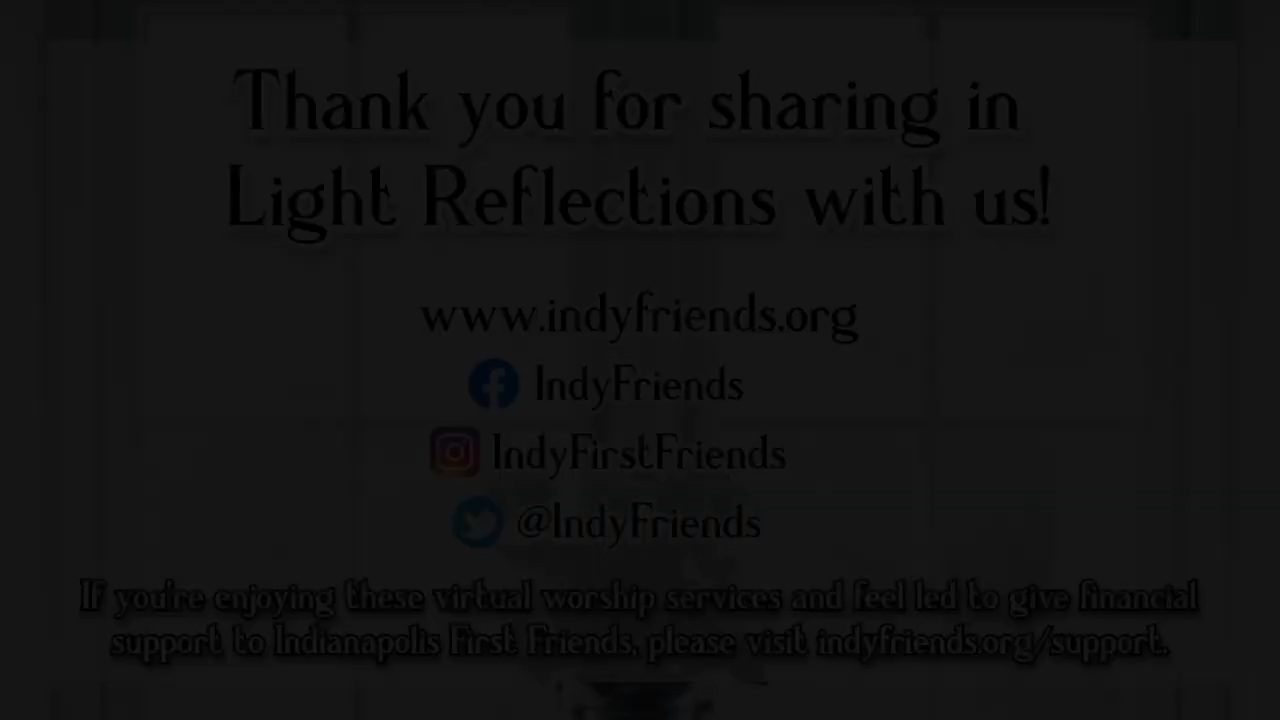 Thank you for sharing in
Light Reflections with us!
www.indyfriends.org
IndyFriends
IndyFirstFriends
@IndyFriends
If you're enjoying these virtual worship services and feel led to give financial
support to Indianapolis First Friends, please visit indyfriends.org/support.